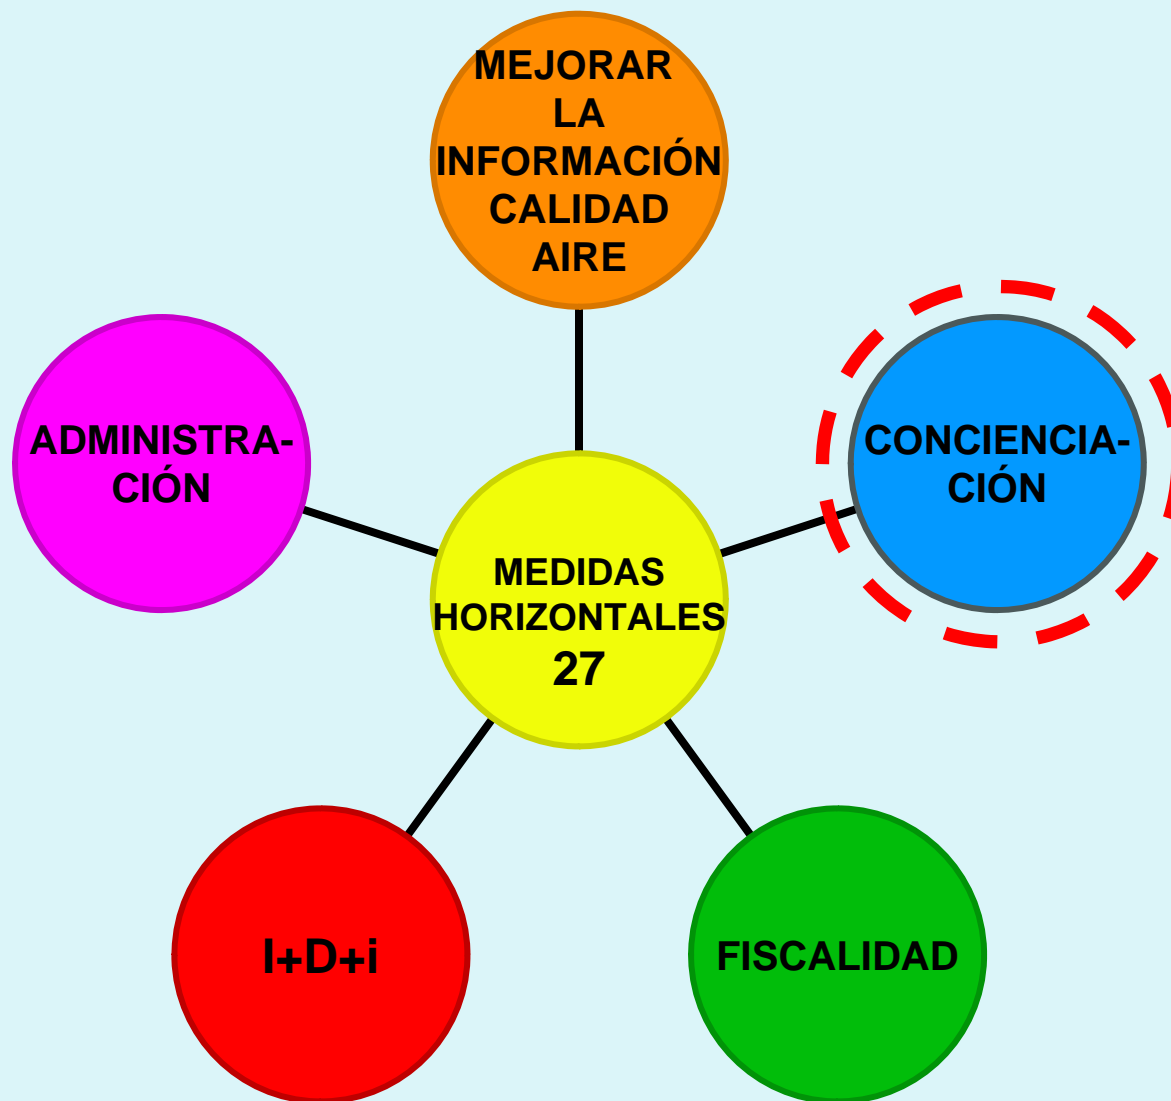 MEJORAR
LA
INFORMACIÓN
CALIDAD
AIRE
ADMINISTRA-
CIÓN
CONCIENCIA-
CIÓN
MEDIDAS
HORIZONTALES
27
I+D+i
FISCALIDAD